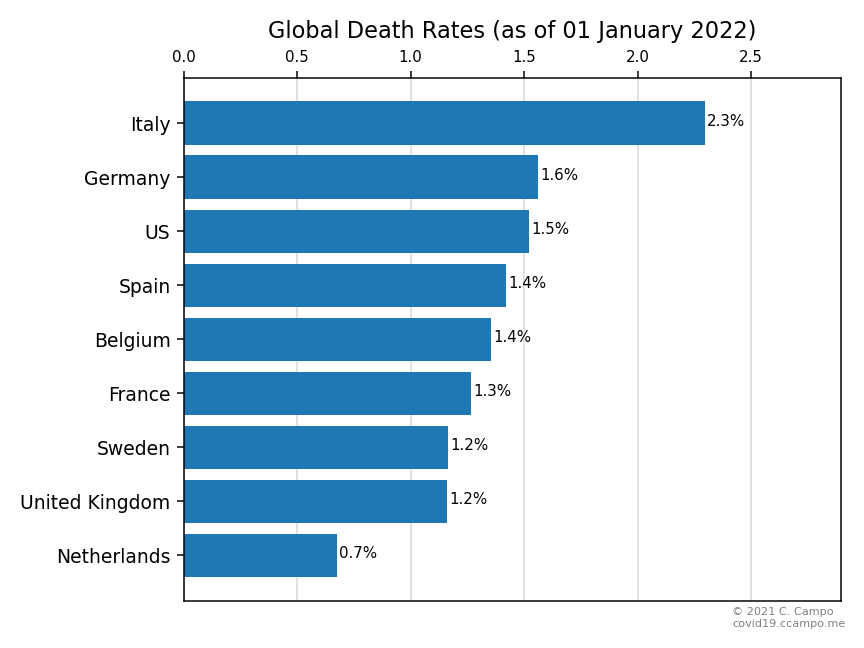 Global Death Rates (as of 01 January 2022)
0.0 0.5 1.0 1.5 2.0 2.5
Italy 2.3%
Germany 1.6%
US 1.5%
Spain 1.4%
Belgium 1.4%
France 1.3%
Sweden 1.2%
United Kingdom 1.2%
Netherlands 0.7%
© 2021 C. Campo
covid19.ccampo.me